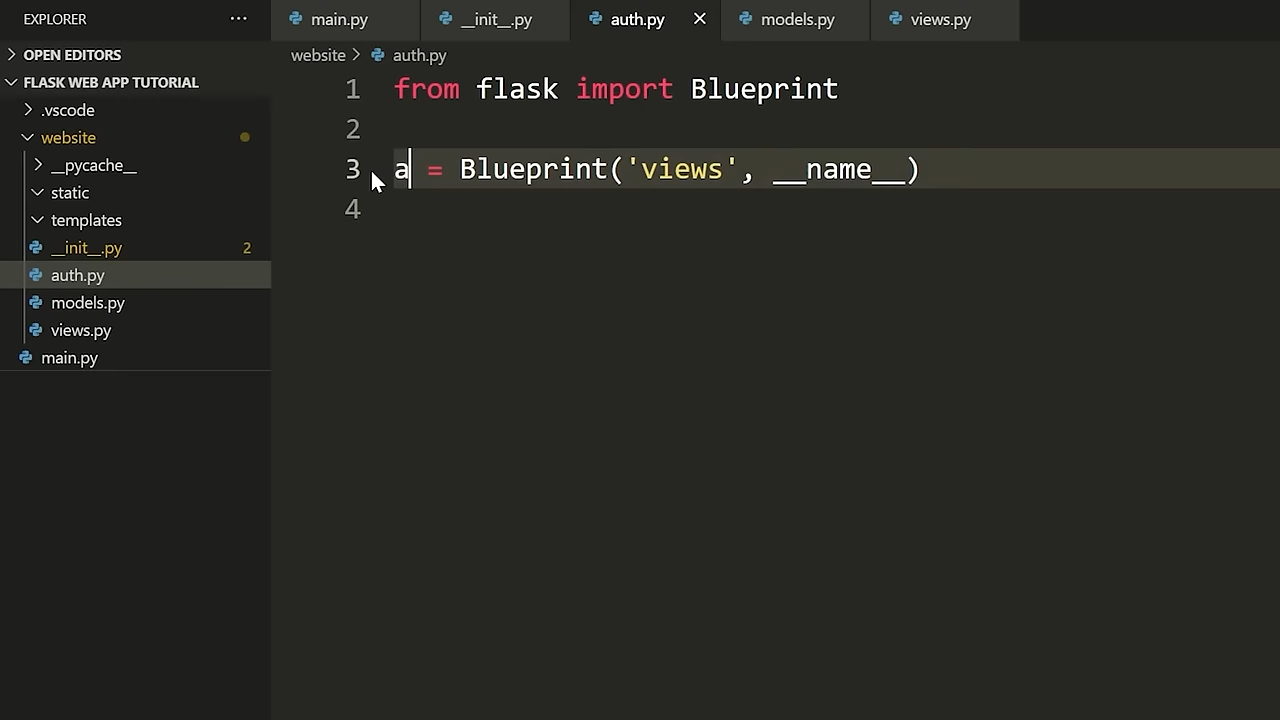 EXPLORER
···
OPEN EDITORS
FLASK WEB APP TUTORIAL
.vscode
website
__pycache__
static
templates
__init__.py 2
auth.py
models.py
views.py
main.py
main.py __init__.py auth.py models.py views.py
website > auth.py
1 from flask import Blueprint
2
3 a = Blueprint('views', __name__)
4